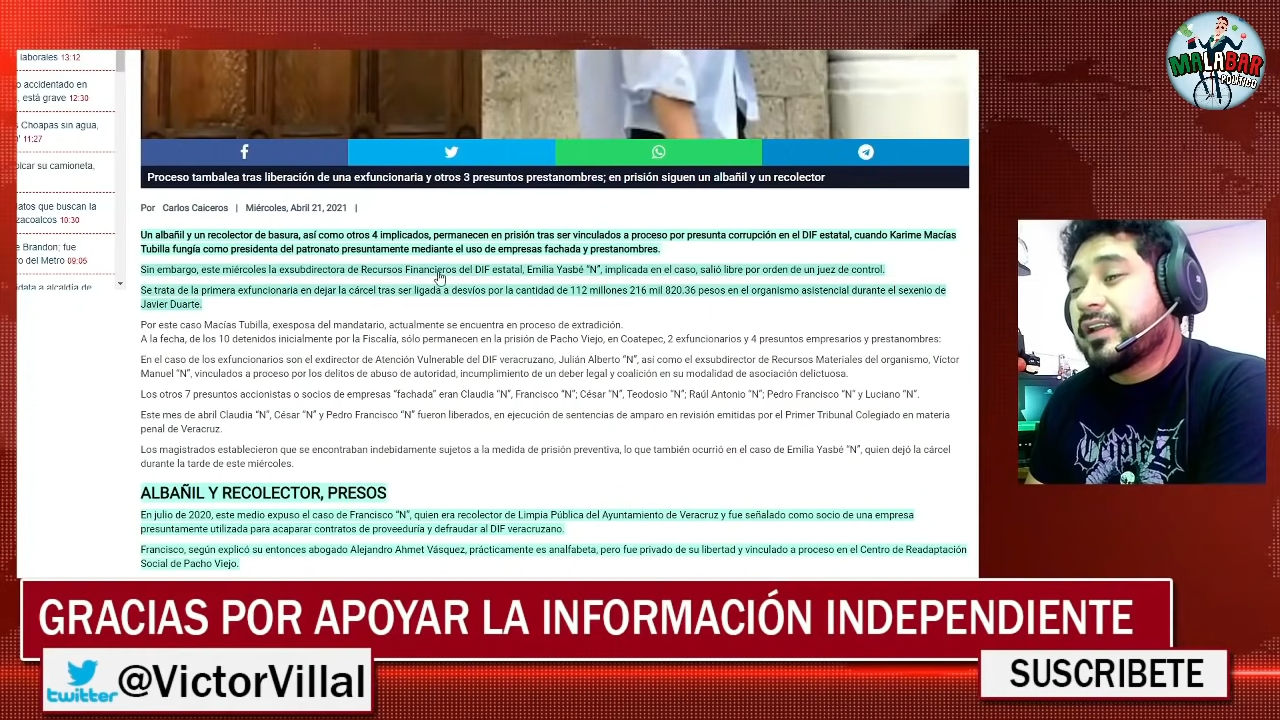 laborales 13:12
o accidentado en
, está grave 12:30
Choapas sin agua,
11:27
olcar su camioneta,
atos que buscan la
zacoalcos 10:30
e Brandon; fue
ro del Metro 09:05
MALABAR
POLÍTICO
Proceso tambalea tras liberación de una exfuncionaria y otros 3 presuntos prestanombres; en prisión siguen un albañil y un recolector
Por Carlos Caiceros | Miércoles, Abril 21, 2021 |
Un albañil y un recolector de basura, así como otros 4 implicados, permecen en prisión tras ser vinculados a proceso por presunta corrupción en el DIF estatal, cuando Karime Macías
Tubilla fungía como presidenta del patronato presuntamente mediante el uso de empresas fachada y prestanombres.
Sin embargo, este miércoles la exsubdirectora de Recursos Financieros del DIF estatal, Emilia Yasbé "N", implicada en el caso, salió libre por orden de un juez de control.
Se trata de la primera exfuncionaria en dejar la cárcel tras ser ligada a desvíos por la cantidad de 112 millones 216 mil 820.36 pesos en el organismo asistencial durante el sexenio de
Javier Duarte.
Por este caso Macías Tubilla, exesposa del mandatario, actualmente se encuentra en proceso de extradición.
A la fecha, de los 10 detenidos inicialmente por la Fiscalía, sólo permanecen en la prisión de Pacho Viejo, en Coatepec, 2 exfuncionarios y 4 presuntos empresarios y prestanombres:
En el caso de los exfuncionarios son el exdirector de Atención Vulnerable del DIF veracruzano, Julián Alberto "N", así como el exsubdirector de Recursos Materiales del organismo, Víctor
Manuel "N", vinculados a proceso por los delitos de abuso de autoridad, incumplimiento de un deber legal y coalición en su modalidad de asociación delictuosa.
Los otros 7 presuntos accionistas o socios de empresas "fachada" eran Claudia "N", Francisco "N"; César "N", Teodosio "N"; Raúl Antonio "N"; Pedro Francisco "N" y Luciano "N".
Este mes de abril Claudia "N", César "N" y Pedro Francisco "N" fueron liberados, en ejecución de sentencias de amparo en revisión emitidas por el Primer Tribunal Colegiado en materia
penal de Veracruz.
Los magistrados establecieron que se encontraban indebidamente sujetos a la medida de prisión preventiva, lo que también ocurrió en el caso de Emilia Yasbé "N", quien dejó la cárcel
durante la tarde de este miércoles.
ALBAÑIL Y RECOLECTOR, PRESOS
En julio de 2020, este medio expuso el caso de Francisco "N", quien era recolector de Limpia Pública del Ayuntamiento de Veracruz y fue señalado como socio de una empresa
presuntamente utilizada para acaparar contratos de proveeduría y defraudar al DIF veracruzano.
Francisco, según explicó su entonces abogado Alejandro Ahmet Vásquez, prácticamente es analfabeta, pero fue privado de su libertad y vinculado a proceso en el Centro de Readaptación
Social de Pacho Viejo.
GRACIAS POR APOYAR LA INFORMACIÓN INDEPENDIENTE
twitter @VictorVillal
SUSCRIBETE